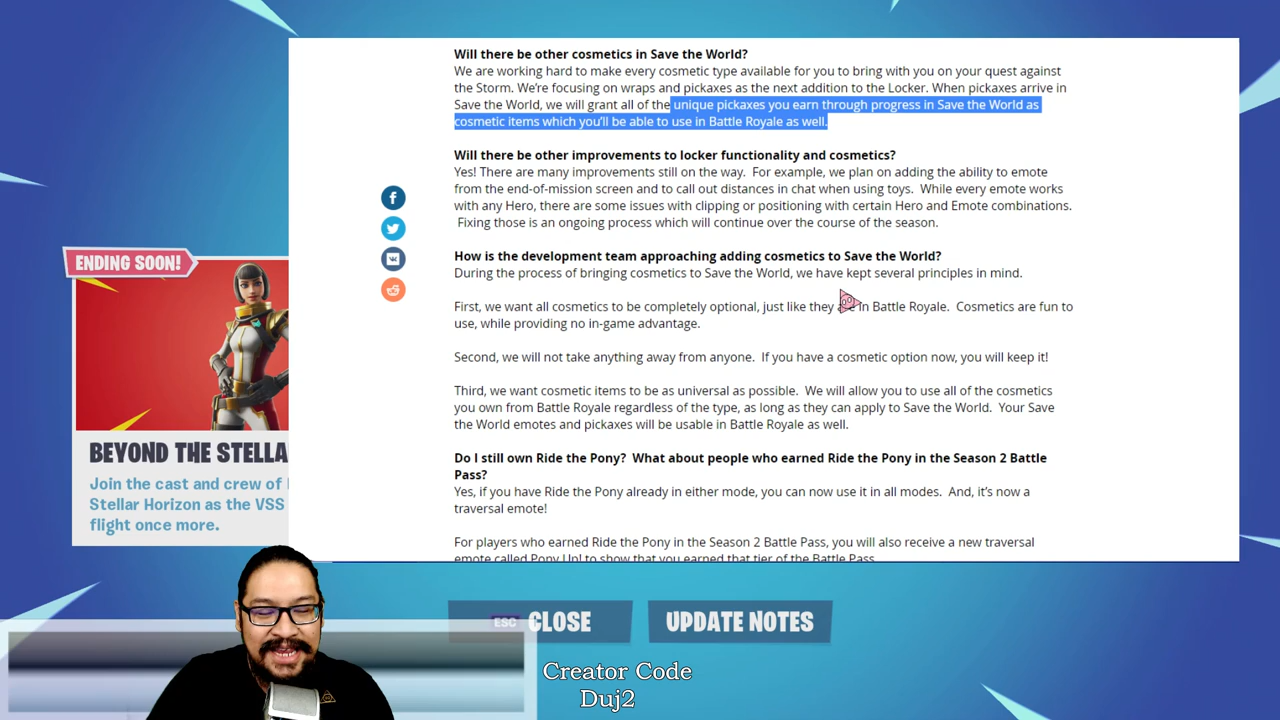 Will there be other cosmetics in Save the World?
We are working hard to make every cosmetic type available for you to bring with you on your quest against
the Storm. We're focusing on wraps and pickaxes as the next addition to the Locker. When pickaxes arrive in
Save the World, we will grant all of the unique pickaxes you earn through progress in Save the World as
cosmetic items which you'll be able to use in Battle Royale as well.
Will there be other improvements to locker functionality and cosmetics?
Yes! There are many improvements still on the way. For example, we plan on adding the ability to emote
from the end-of-mission screen and to call out distances in chat when using toys. While every emote works
with any Hero, there are some issues with clipping or positioning with certain Hero and Emote combinations.
Fixing those is an ongoing process which will continue over the course of the season.
How is the development team approaching adding cosmetics to Save the World?
During the process of bringing cosmetics to Save the World, we have kept several principles in mind.
First, we want all cosmetics to be completely optional, just like they are in Battle Royale. Cosmetics are fun to
use, while providing no in-game advantage.
Second, we will not take anything away from anyone. If you have a cosmetic option now, you will keep it!
Third, we want cosmetic items to be as universal as possible. We will allow you to use all of the cosmetics
you own from Battle Royale regardless of the type, as long as they can apply to Save the World. Your Save
the World emotes and pickaxes will be usable in Battle Royale as well.
Do I still own Ride the Pony? What about people who earned Ride the Pony in the Season 2 Battle
Pass?
Yes, if you have Ride the Pony already in either mode, you can now use it in all modes. And, it's now a
traversal emote!
For players who earned Ride the Pony in the Season 2 Battle Pass, you will also receive a new traversal
emote called Pony Up! to show that you earned that tier of the Battle Pass.
ENDING SOON!
BEYOND THE STELLA
Join the cast and crew of
Stellar Horizon as the VSS
flight once more.
ESC CLOSE
UPDATE NOTES
Creator Code
Duj2